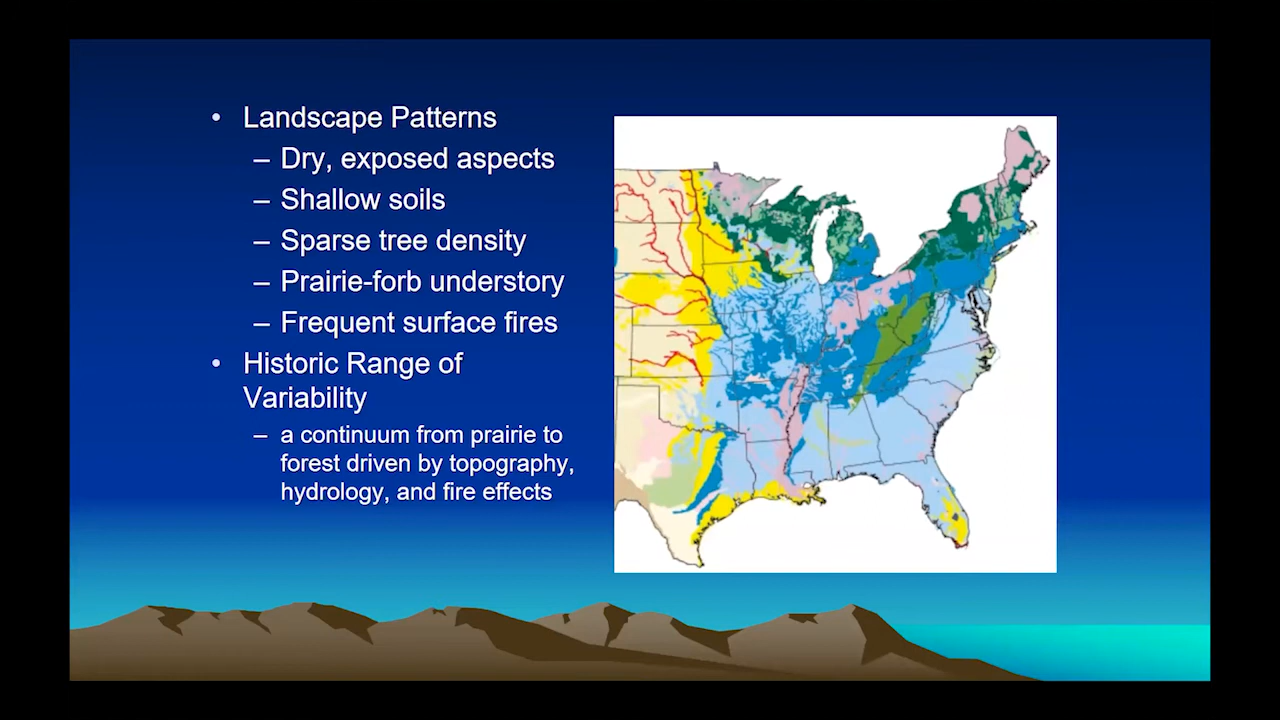 • Landscape Patterns
– Dry, exposed aspects
– Shallow soils
– Sparse tree density
– Prairie-forb understory
– Frequent surface fires
• Historic Range of
Variability
– a continuum from prairie to
forest driven by topography,
hydrology, and fire effects